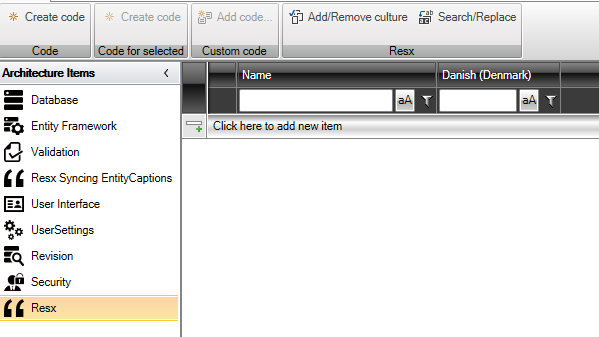 Create code
Create code
Add code...
Add/Remove culture
Search/Replace
Code
Code for selected
Custom code
Resx
Architecture Items
Name
Danish (Denmark)
aA
aA
Click here to add new item
Database
Entity Framework
Validation
Resx Syncing EntityCaptions
User Interface
UserSettings
Revision
Security
Resx